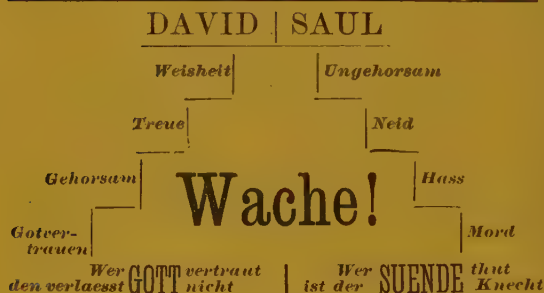 DAVID | SAUL
Weisheit Ungehorsam
Treue Neid
Gehorsam Hass
Wache!
Gotver-
trauen Mord
Wer GOTT vertraut
den verlaesst nicht
Wer SUENDE thut
ist der Knecht